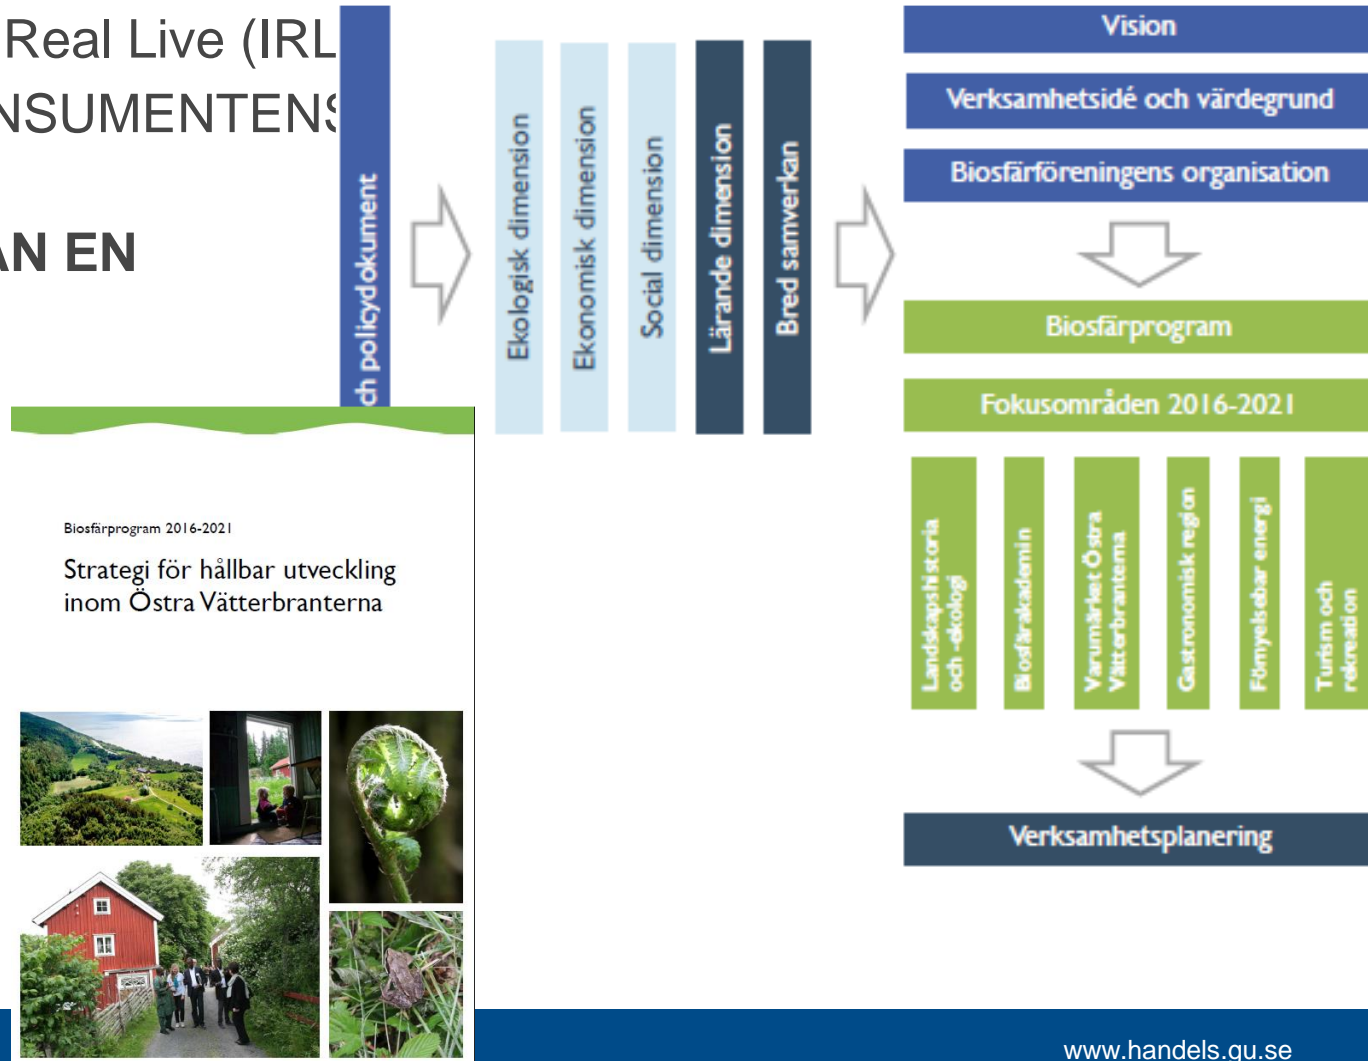 Real Live (IRL
NSUMENTENS
AN EN
ch policydokument
Ekologisk dimension
Ekonomisk dimension
Social dimension
Lärande dimension
Bred samverkan
Vision
Verksamhetsidé och värdegrund
Biosfärföreningens organisation
Biosfärprogram
Fokusområden 2016-2021
Landskapshistoria
och -ekologi
Biosfärakademin
Varumärket Östra
Vätterbranterna
Gastronomisk region
Förnyelsebar energi
Turism och
rekreation
Verksamhetsplanering
Biosfärprogram 2016-2021
Strategi för hållbar utveckling
inom Östra Vätterbranterna
www.handels.gu.se